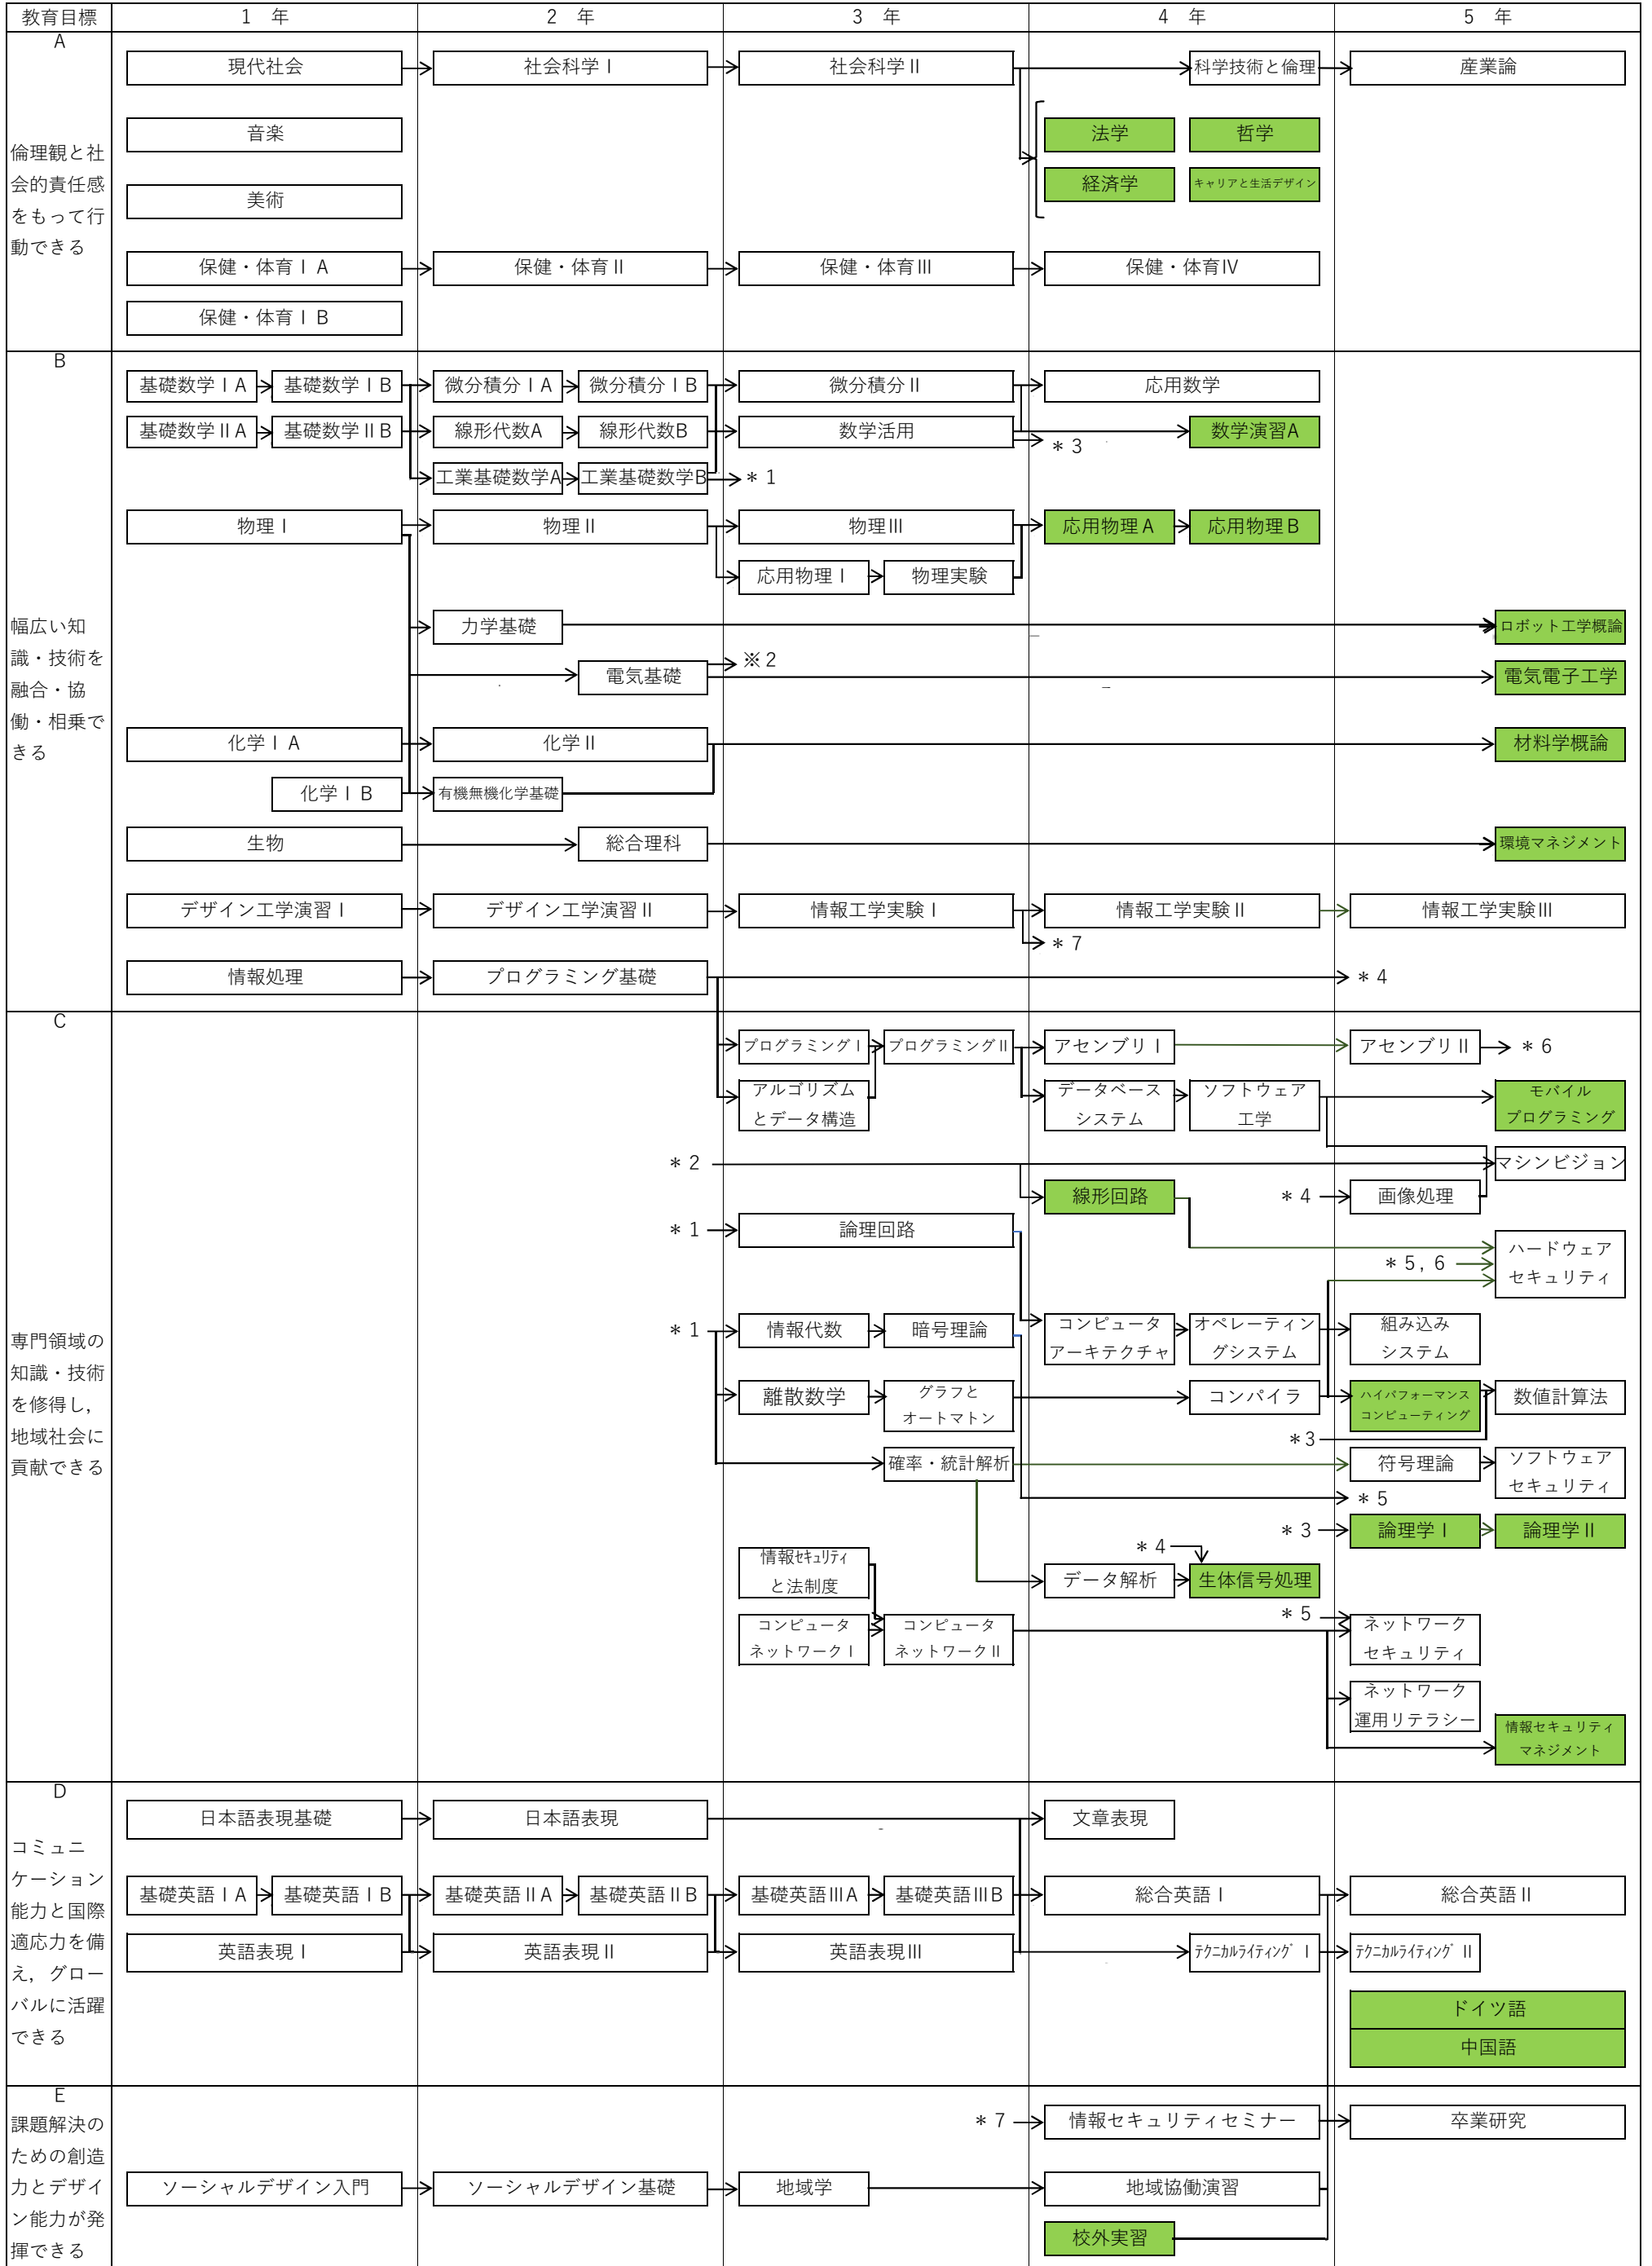 教育目標 1 年 2 年 3 年 4 年 5 年
A
倫理観と社
会的責任感
をもって行
動できる
現代社会 社会科学Ⅰ 社会科学Ⅱ 科学技術と倫理 産業論
音楽 法学 哲学
経済学 キャリアと生活デザイン
美術
保健・体育ⅠA 保健・体育Ⅱ 保健・体育Ⅲ 保健・体育Ⅳ
保健・体育ⅠB
B
幅広い知
識・技術を
融合・協
働・相乗で
きる
基礎数学ⅠA 基礎数学ⅠB 微分積分ⅠA 微分積分ⅠB 微分積分Ⅱ 応用数学
基礎数学ⅡA 基礎数学ⅡB 線形代数A 線形代数B 数学活用 数学演習A
＊3
工業基礎数学A 工業基礎数学B ＊1
物理Ⅰ 物理Ⅱ 物理Ⅲ 応用物理A 応用物理B
応用物理Ⅰ 物理実験
力学基礎 ロボット工学概論
※2
電気基礎 電気電子工学
化学ⅠA 化学Ⅱ 材料学概論
化学ⅠB 有機無機化学基礎
生物 総合理科 環境マネジメント
デザイン工学演習Ⅰ デザイン工学演習Ⅱ 情報工学実験Ⅰ 情報工学実験Ⅱ 情報工学実験Ⅲ
＊7
情報処理 プログラミング基礎 ＊4
C
専門領域の
知識・技術
を修得し，
地域社会に
貢献できる
プログラミングⅠ プログラミングⅡ アセンブリⅠ アセンブリⅡ ＊6
アルゴリズム
とデータ構造
データベース
システム
ソフトウェア
工学
モバイル
プログラミング
＊2 マシンビジョン
線形回路 ＊4 画像処理
＊1 論理回路
ハードウェア
セキュリティ
＊5，6
＊1 情報代数 暗号理論
コンピュータ
アーキテクチャ
オペレーティン
グシステム
組み込み
システム
離散数学
グラフと
オートマトン
コンパイラ
ハイパフォーマンス
コンピューティング
数値計算法
＊3
確率・統計解析 符号理論
ソフトウェア
セキュリティ
＊5
＊3 論理学Ⅰ 論理学Ⅱ
情報セキュリティ
と法制度
＊4
データ解析 生体信号処理
＊5
コンピュータ
ネットワークⅠ
コンピュータ
ネットワークⅡ
ネットワーク
セキュリティ
ネットワーク
運用リテラシー
情報セキュリティ
マネジメント
D
コミュニ
ケーション
能力と国際
適応力を備
え，グロー
バルに活躍
できる
日本語表現基礎 日本語表現 文章表現
基礎英語ⅠA 基礎英語ⅠB 基礎英語ⅡA 基礎英語ⅡB 基礎英語ⅢA 基礎英語ⅢB 総合英語Ⅰ 総合英語Ⅱ
英語表現Ⅰ 英語表現Ⅱ 英語表現Ⅲ テクニカルライティングⅠ テクニカルライティングⅡ
ドイツ語
中国語
E
課題解決の
ための創造
力とデザイ
ン能力が発
揮できる
＊7 情報セキュリティセミナー 卒業研究
ソーシャルデザイン入門 ソーシャルデザイン基礎 地域学 地域協働演習
校外実習